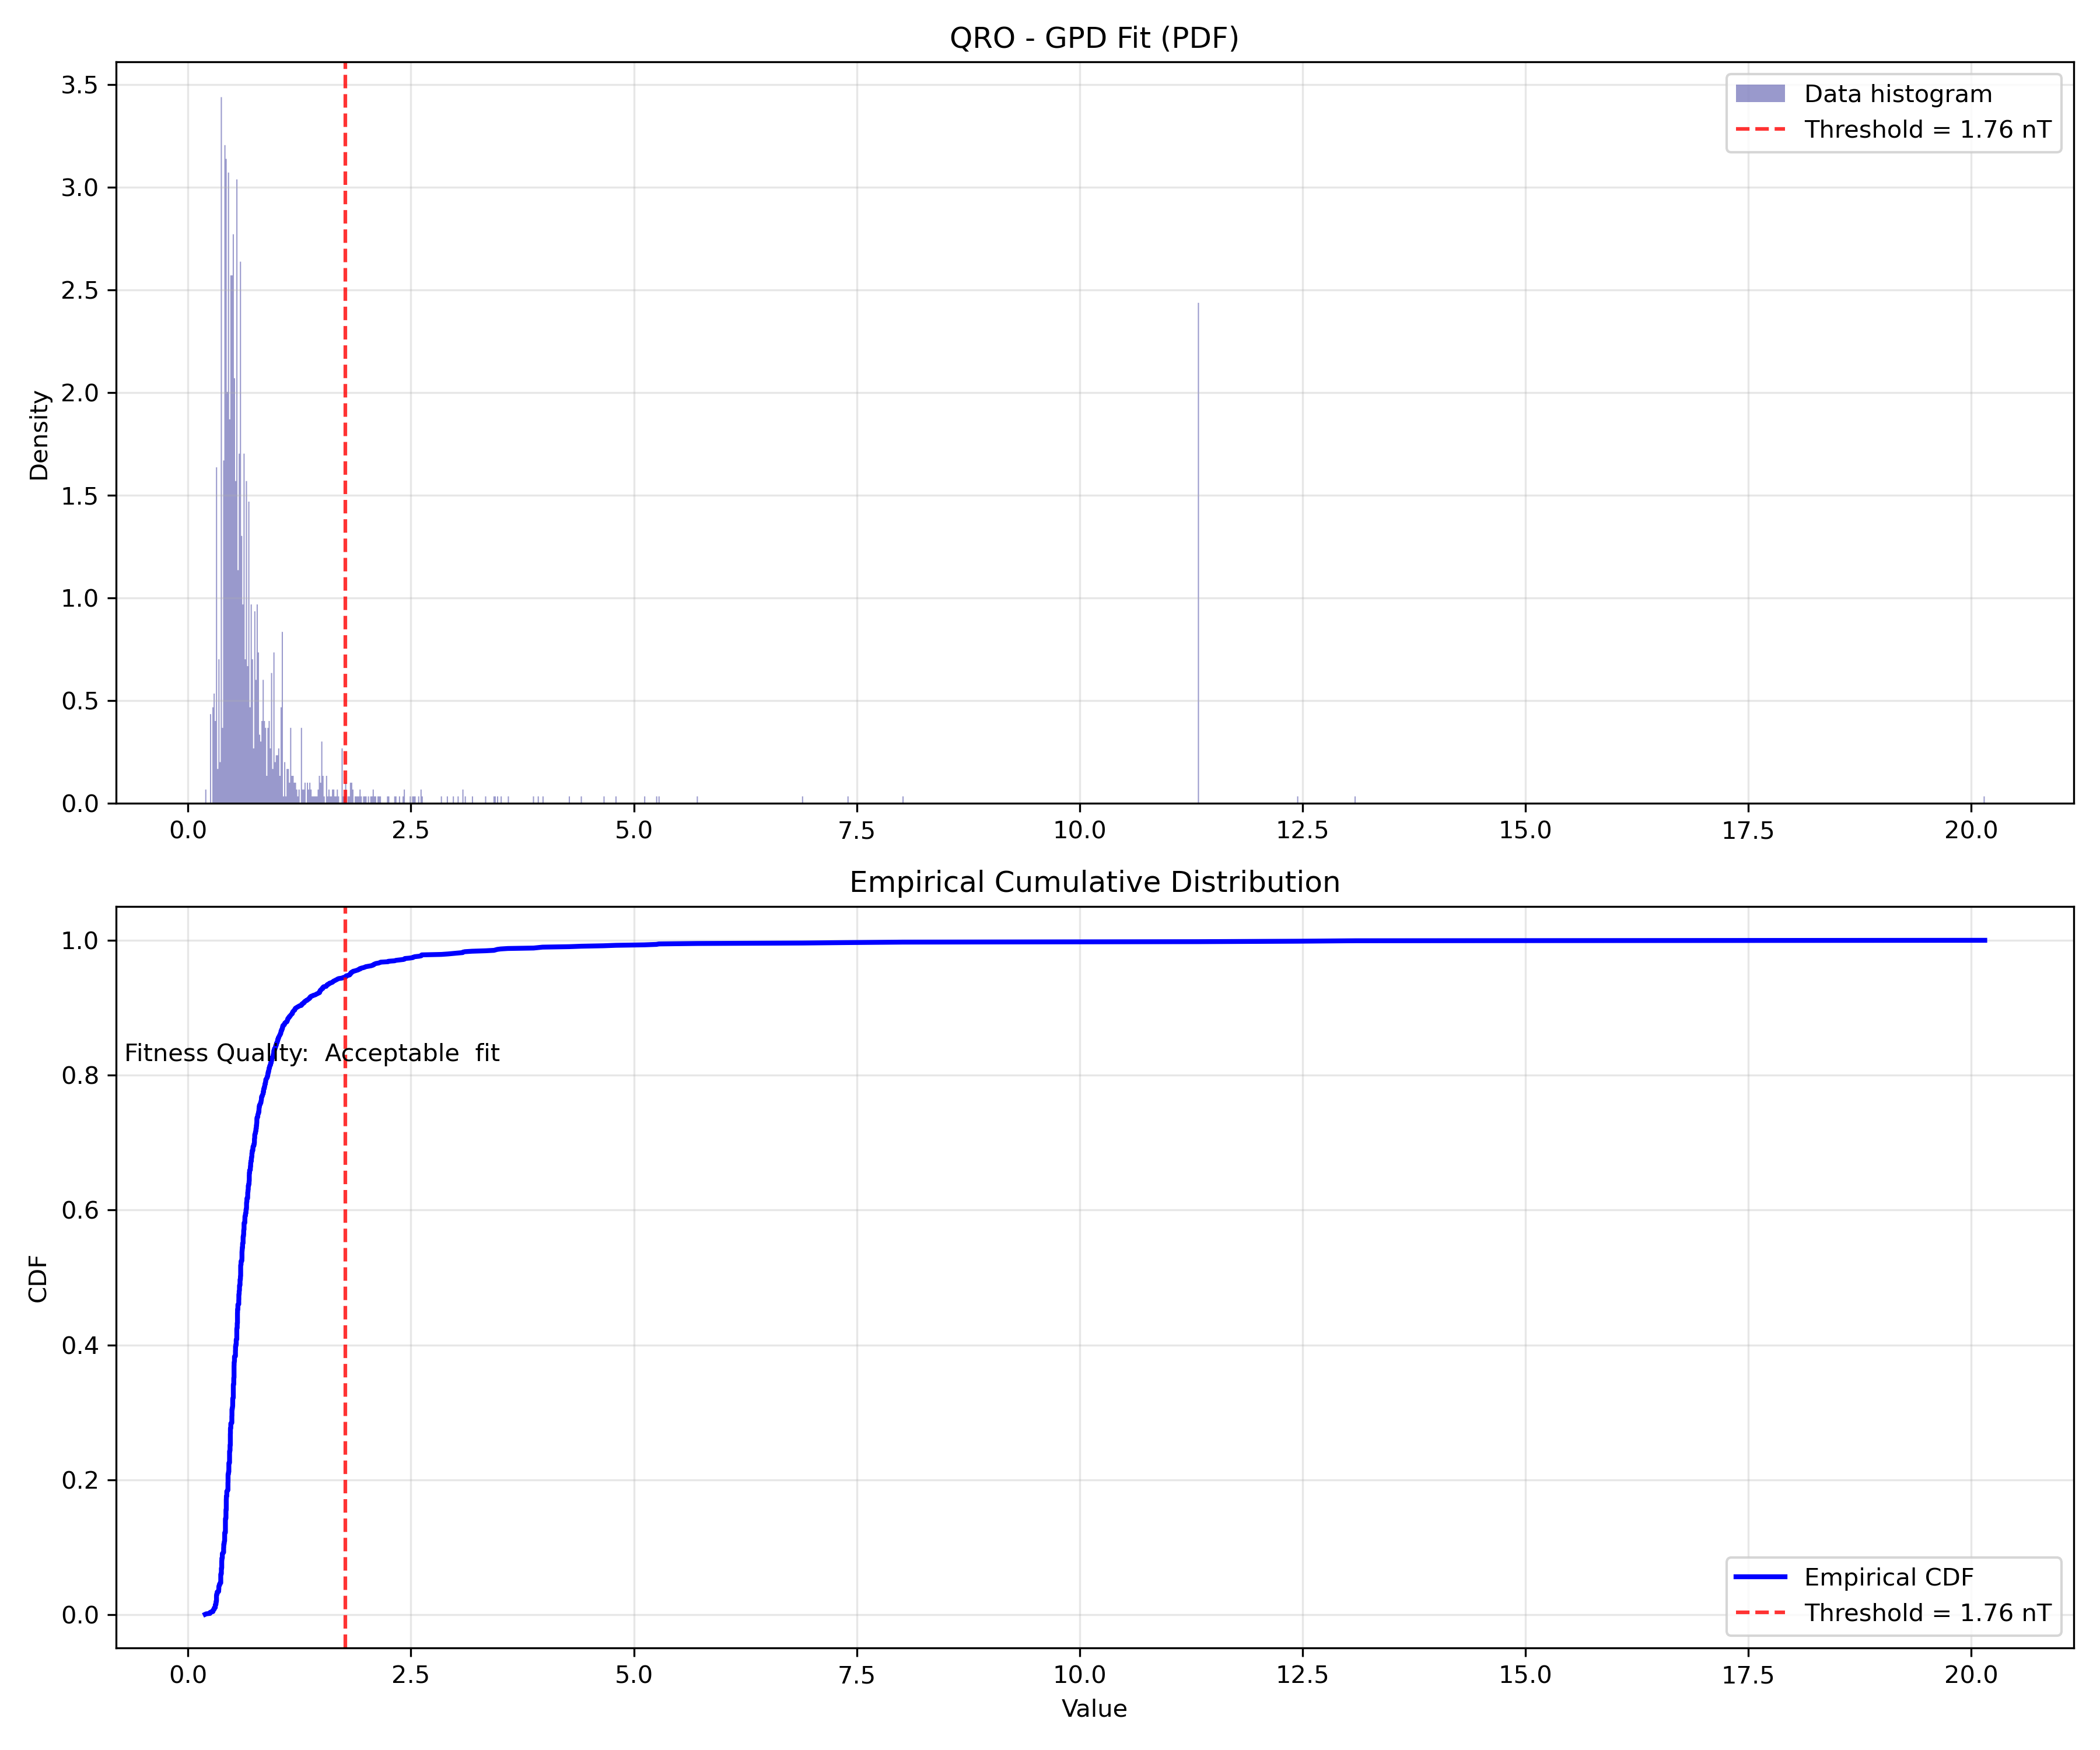 QRO - GPD Fit (PDF)
3.5
3.0
2.5
2.0
1.5
1.0
0.5
0.0
Density
Data histogram
Threshold = 1.76 nT
0.0 2.5 5.0 7.5 10.0 12.5 15.0 17.5 20.0
Empirical Cumulative Distribution
1.0
0.8
0.6
0.4
0.2
0.0
CDF
Fitness Quality:  Acceptable  fit
Empirical CDF
Threshold = 1.76 nT
0.0 2.5 5.0 7.5 10.0 12.5 15.0 17.5 20.0
Value